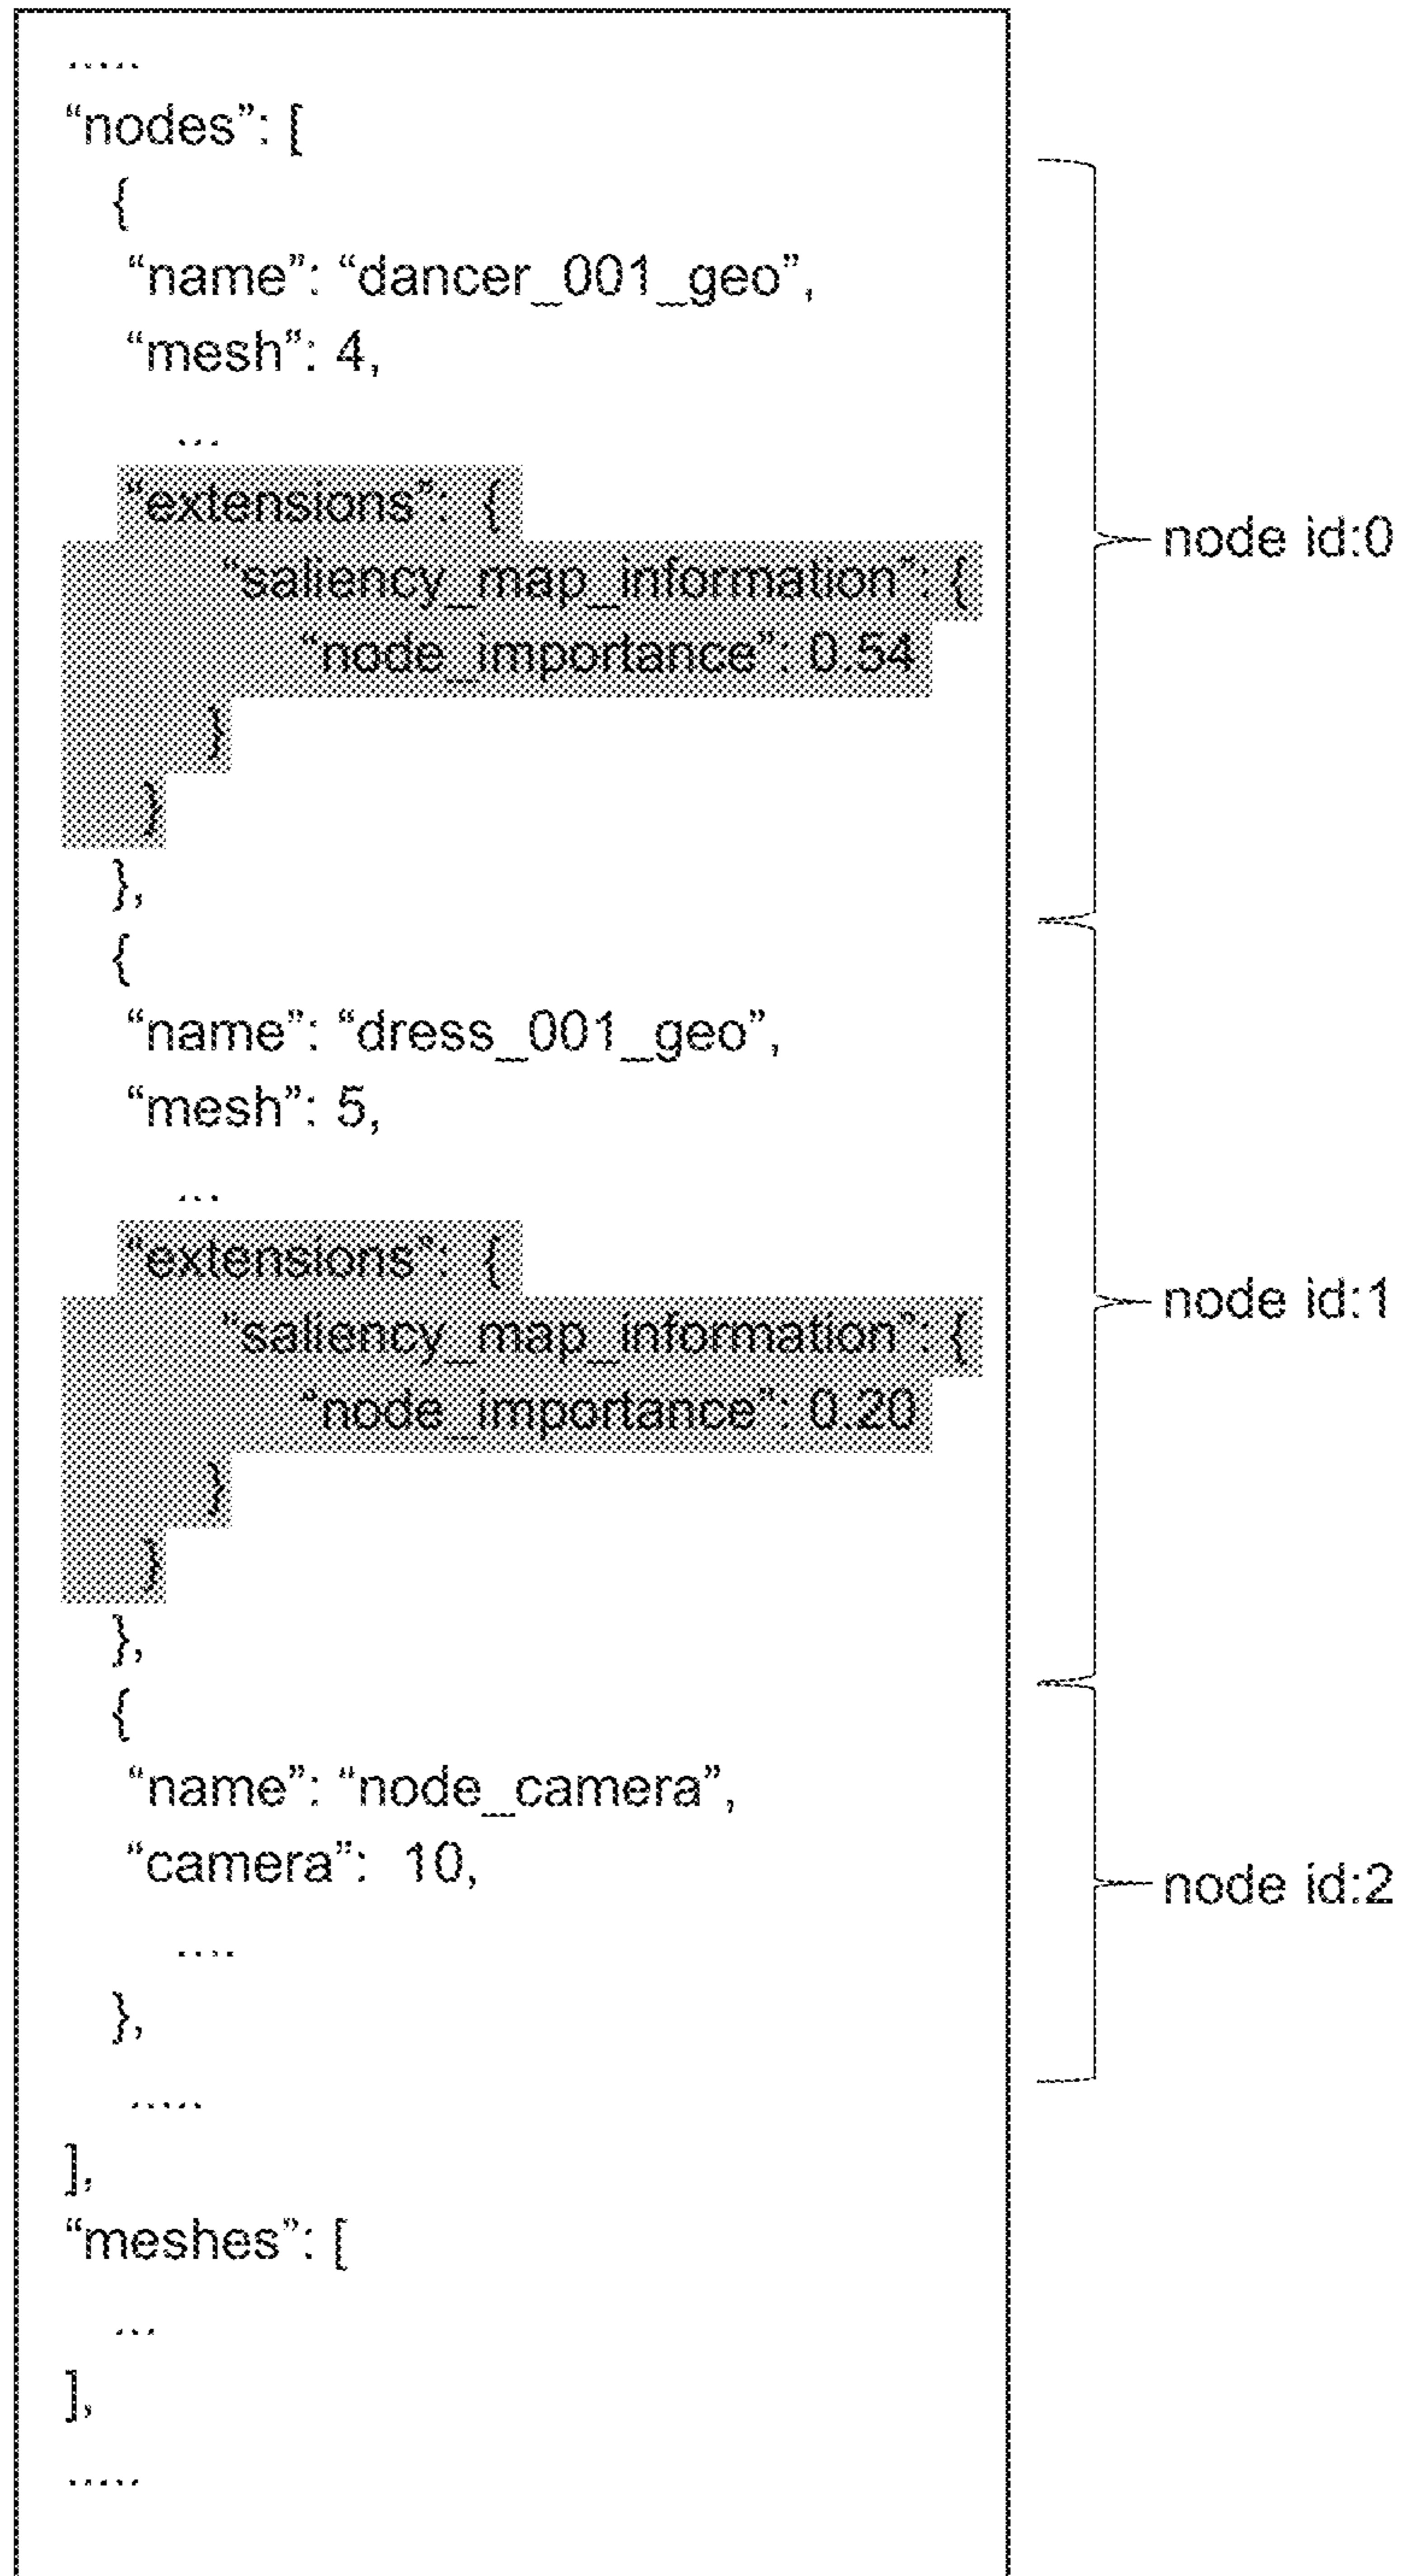 .....
“nodes”: [
{
“name”: “dancer_001_geo”,
“mesh”: 4,
...
“extensions”: {
“saliency_map_information”: {
“node_importance”: 0.54
}
}
},
{
“name”: “dress_001_geo”,
“mesh”: 5,
...
“extensions”: {
“saliency_map_information”: {
“node_importance”: 0.20
}
}
},
{
“name”: “node_camera”,
“camera”: 10,
....
},
.....
],
“meshes”: [
...
],
.....
node id:0
node id:1
node id:2